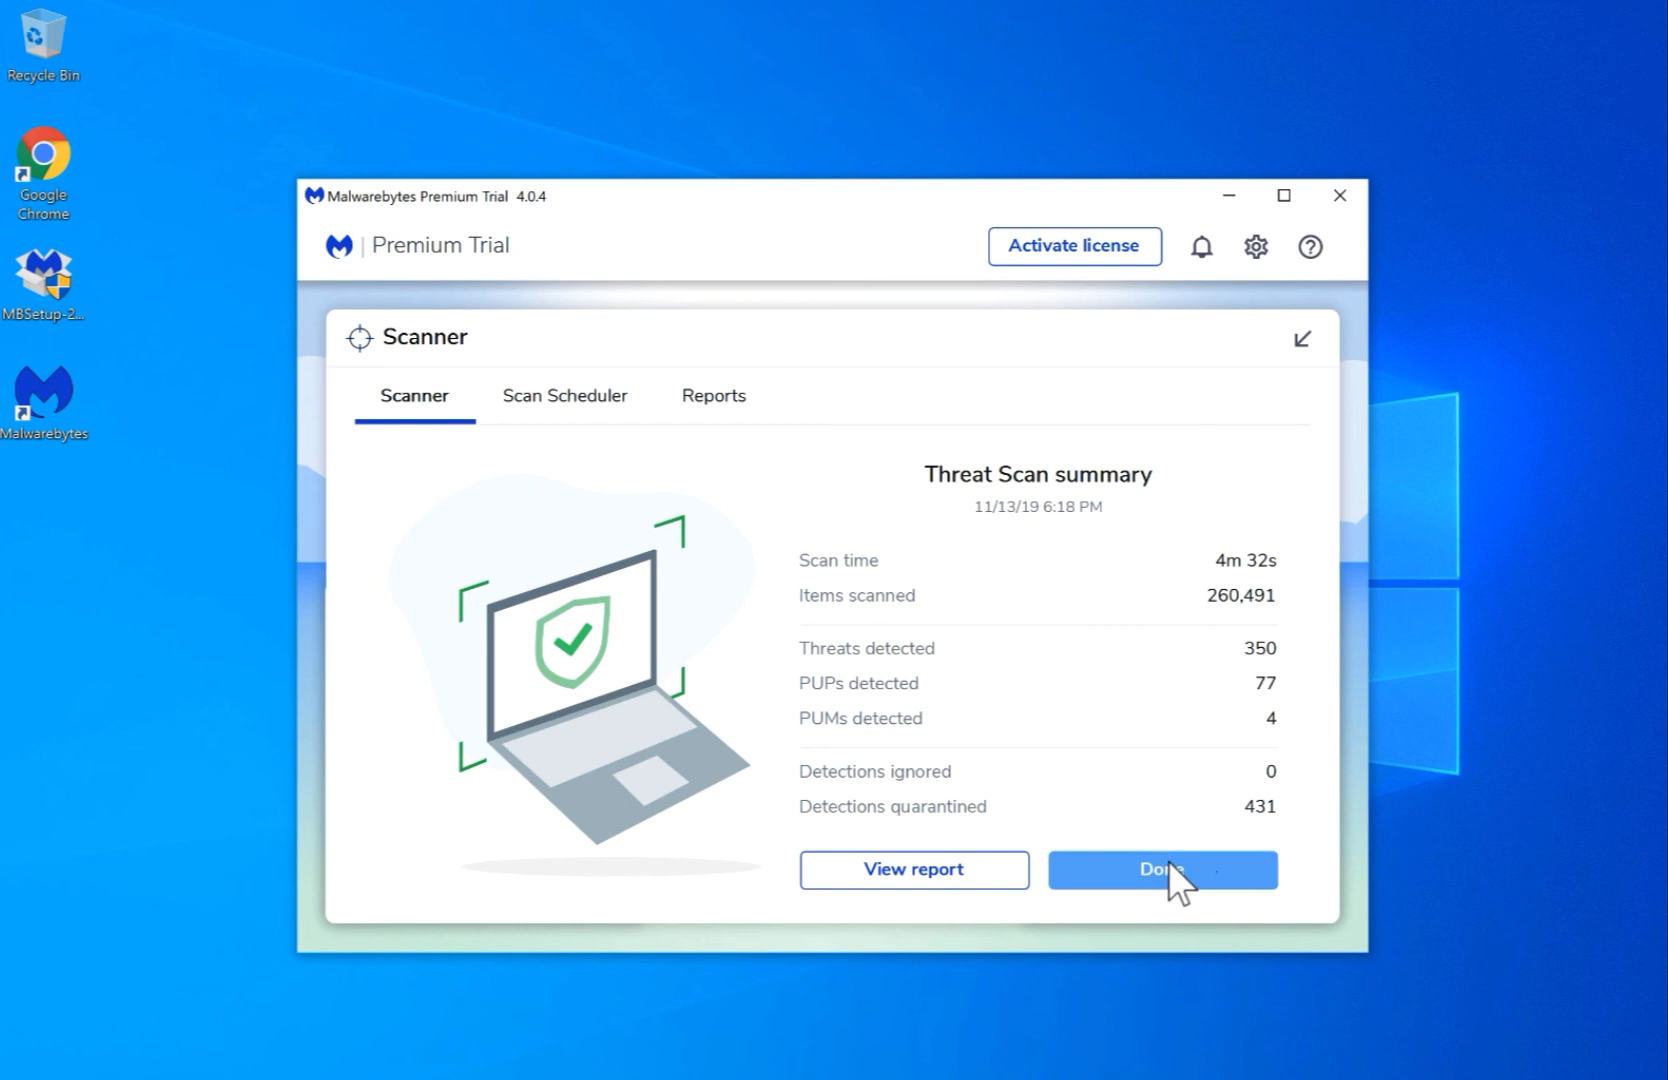 Recycle Bin
Google
Chrome
MBSetup-2...
Malwarebytes
Malwarebytes Premium Trial 4.0.4
| Premium Trial
Activate license
Scanner
Scanner Scan Scheduler Reports
Threat Scan summary
11/13/19 6:18 PM
Scan time 4m 32s
Items scanned 260,491
Threats detected 350
PUPs detected 77
PUMs detected 4
Detections ignored 0
Detections quarantined 431
View report Done